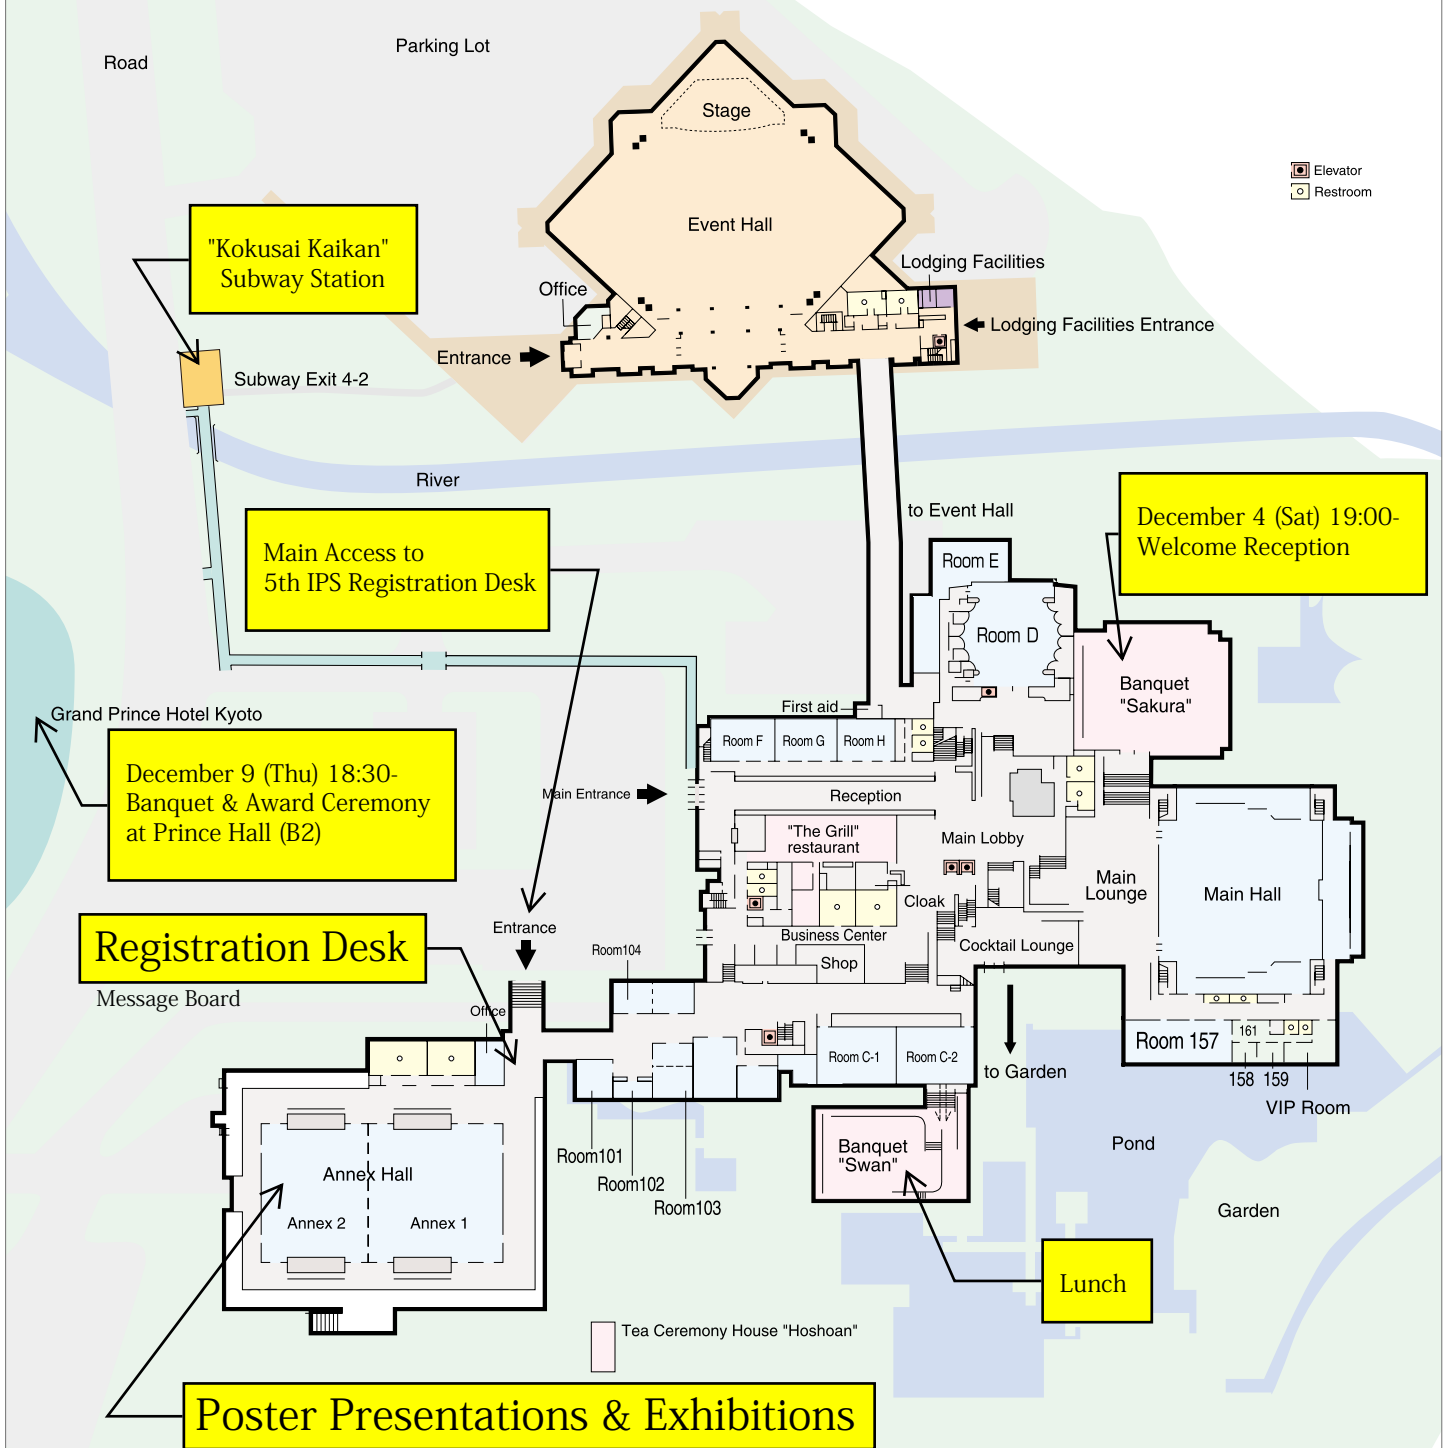 Parking Lot
Road
Stage
Elevator
Restroom
Event Hall
"Kokusai Kaikan"
Subway Station
Lodging Facilities
Office
Lodging Facilities Entrance
Entrance
Subway Exit 4-2
River
to Event Hall
December 4 (Sat) 19:00-
Welcome Reception
Main Access to
5th IPS Registration Desk
Room E
Room D
Banquet
"Sakura"
First aid
Grand Prince Hotel Kyoto
Room F
Room G
Room H
December 9 (Thu) 18:30-
Banquet & Award Ceremony
at Prince Hall (B2)
Main Entrance
Reception
"The Grill"
restaurant
Main Lobby
Main
Lounge
Main Hall
Cloak
Business Center
Cocktail Lounge
Shop
Entrance
Room104
Registration Desk
Message Board
Office
Room 157
161
158
159
VIP Room
Room C-1
Room C-2
to Garden
Pond
Banquet
"Swan"
Room101
Room102
Room103
Annex Hall
Annex 2
Annex 1
Garden
Lunch
Tea Ceremony House "Hoshoan"
Poster Presentations & Exhibitions